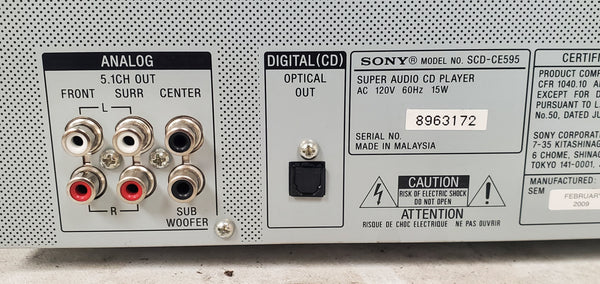 ANALOG
5.1CH OUT
FRONT SURR CENTER
L
R
SUB
WOOFER
DIGITAL(CD)
OPTICAL
OUT
SONY® MODEL NO. SCD-CE595
SUPER AUDIO CD PLAYER
AC 120V 60Hz 15W
8963172
SERIAL NO.
MADE IN MALAYSIA
CAUTION
RISK OF ELECTRIC SHOCK
DO NOT OPEN
ATTENTION
RISQUE DE CHOC ELECTRIQUE NE PAS OUVRIR
CERTIFI
PRODUCT COMP
CFR 1040.10 A
EXCEPT FOR D
PURSUANT TO L
No.50, DATED JU
SONY CORPORAT
7-35 KITASHINAG
6 CHOME, SHINAG
TOKYO 141-0001,
MANUFACTURED:
SEM
FEBRUARY
2009